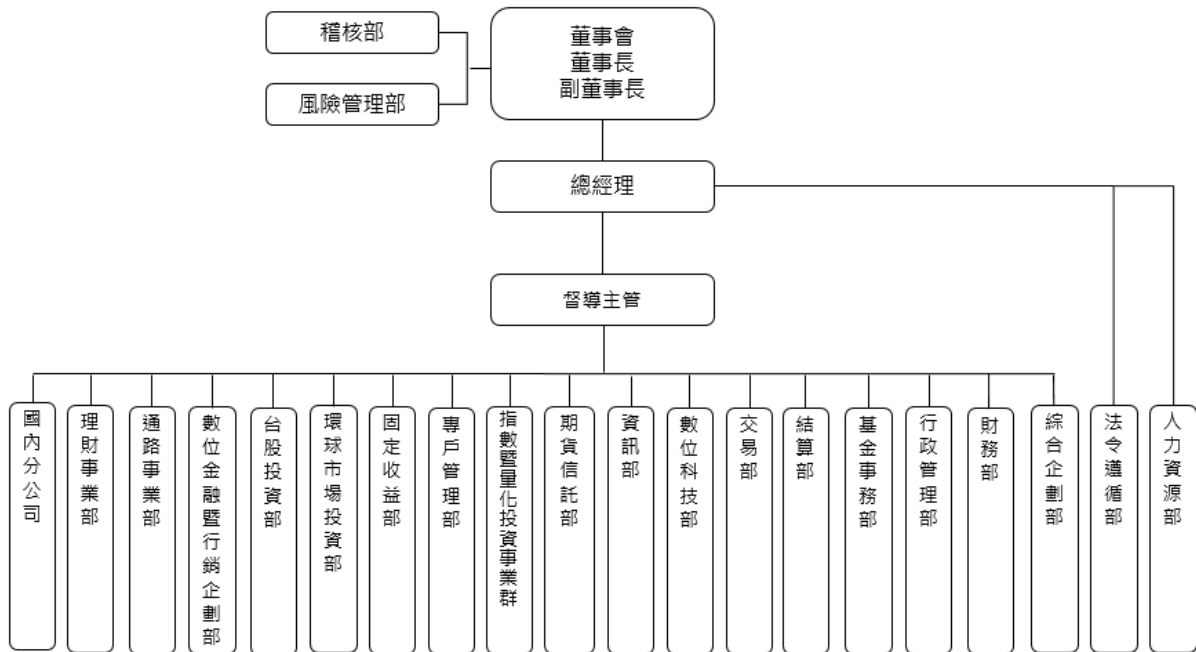 稽核部
風險管理部
董事會
董事長
副董事長
總經理
督導主管
國內分公司
理財事業部
通路事業部
數位金融暨行銷企劃部
台股投資部
環球市場投資部
固定收益部
專戶管理部
指數暨量化投資事業群
期貨信託部
資訊部
數位科技部
交易部
結算部
基金事務部
行政管理部
財務部
綜合企劃部
法令遵循部
人力資源部